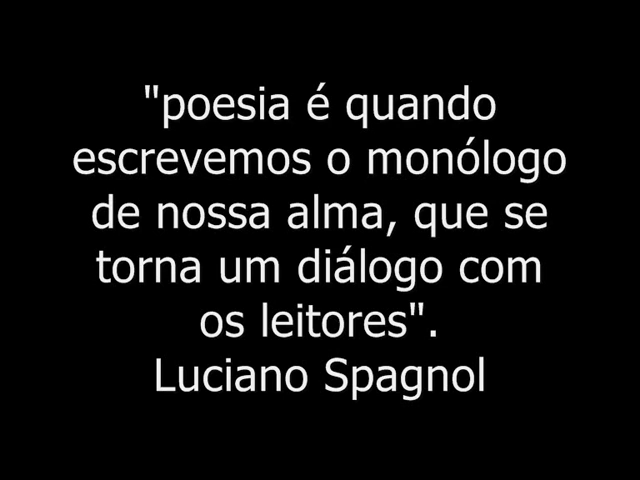 "poesia é quando
escrevemos o monólogo
de nossa alma, que se
torna um diálogo com
os leitores".
Luciano Spagnol